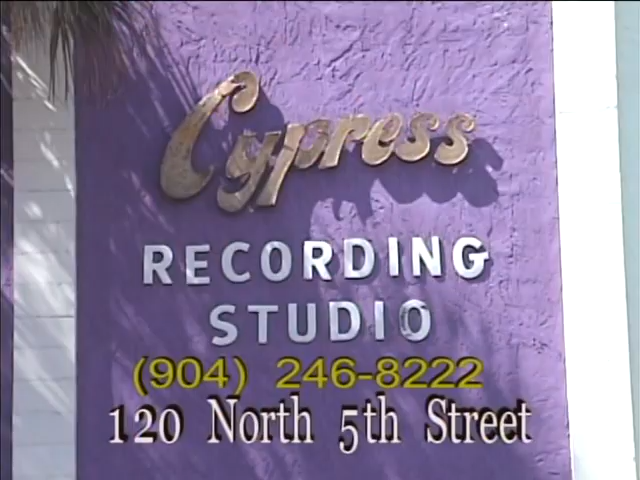 Cypress
RECORDING
STUDIO
(904) 246-8222
120 North 5th Street